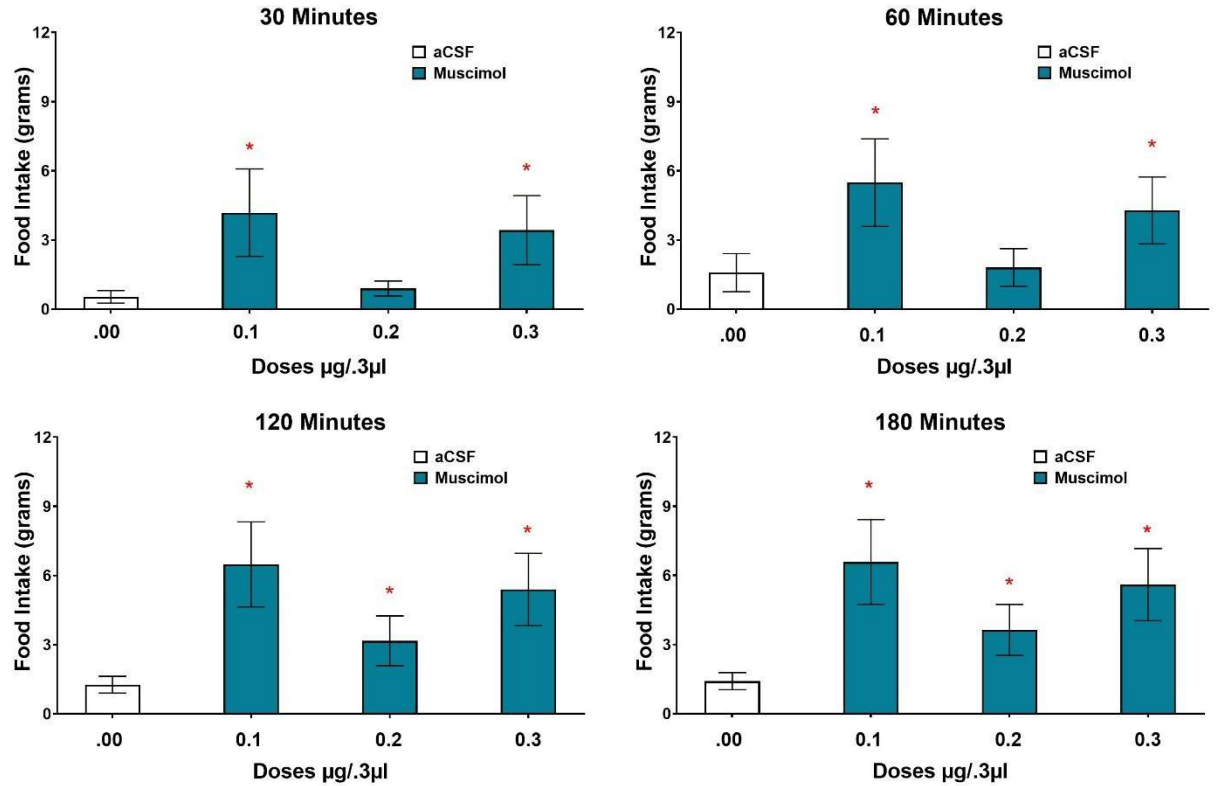 30 Minutes
12
9
6
3
0
Food Intake (grams)
aCSF
Muscimol
*
*
.00
0.1
0.2
0.3
Doses µg/.3µl
60 Minutes
12
9
6
3
0
Food Intake (grams)
aCSF
Muscimol
*
*
.00
0.1
0.2
0.3
Doses µg/.3µl
120 Minutes
12
9
6
3
0
Food Intake (grams)
aCSF
Muscimol
*
*
*
.00
0.1
0.2
0.3
Doses µg/.3µl
180 Minutes
12
9
6
3
0
Food Intake (grams)
aCSF
Muscimol
*
*
*
.00
0.1
0.2
0.3
Doses µg/.3µl